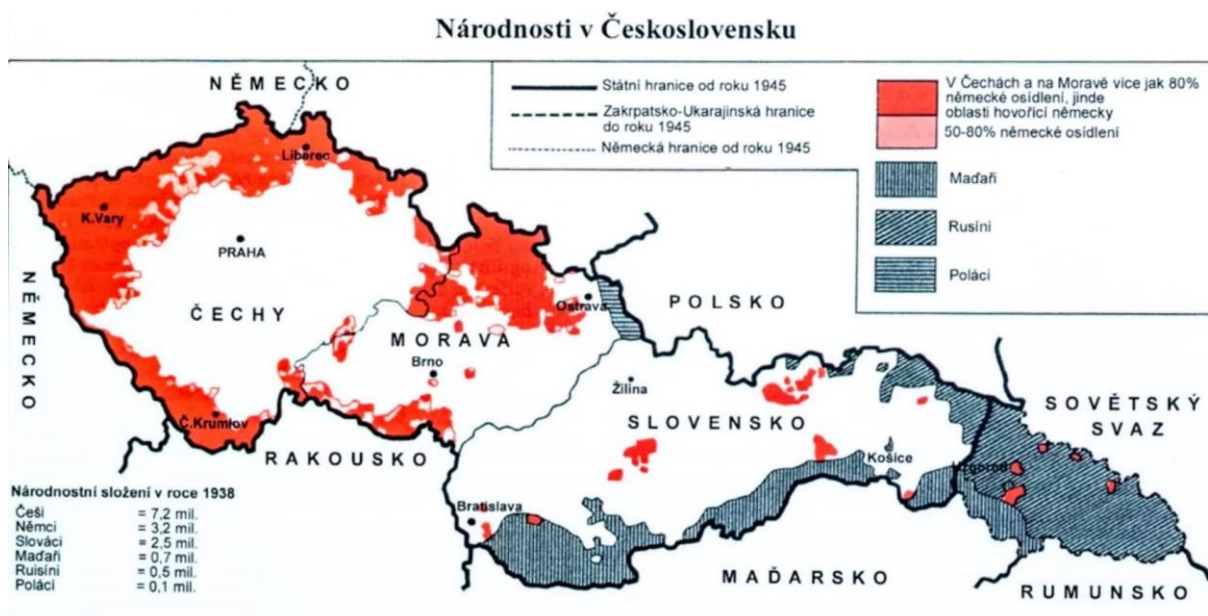 Národnosti v Československu
Státní hranice od roku 1945
Zakrpatsko-Ukarajinská hranice
do roku 1945
Německá hranice od roku 1945
V Čechách a na Moravě více jak 80%
německé osídlení, jinde
oblasti hovořící německy
50-80% německé osídlení
Maďaři
Rusíni
Poláci
NĚMECKO
Liberec
K.Vary
PRAHA
NĚMECKO
ČECHY
Ostrava
POLSKO
MORAVA
Brno
Žilina
SLOVENSKO
SOVĚTSKÝ
SVAZ
Č.Krumlov
RAKOUSKO
Košice
Užgorod
Bratislava
MAĎARSKO
RUMUNSKO
Národnostní složení v roce 1938
Češi = 7,2 mil.
Němci = 3,2 mil.
Slováci = 2,5 mil.
Maďaři = 0,7 mil.
Ruisíni = 0,5 mil.
Poláci = 0,1 mil.